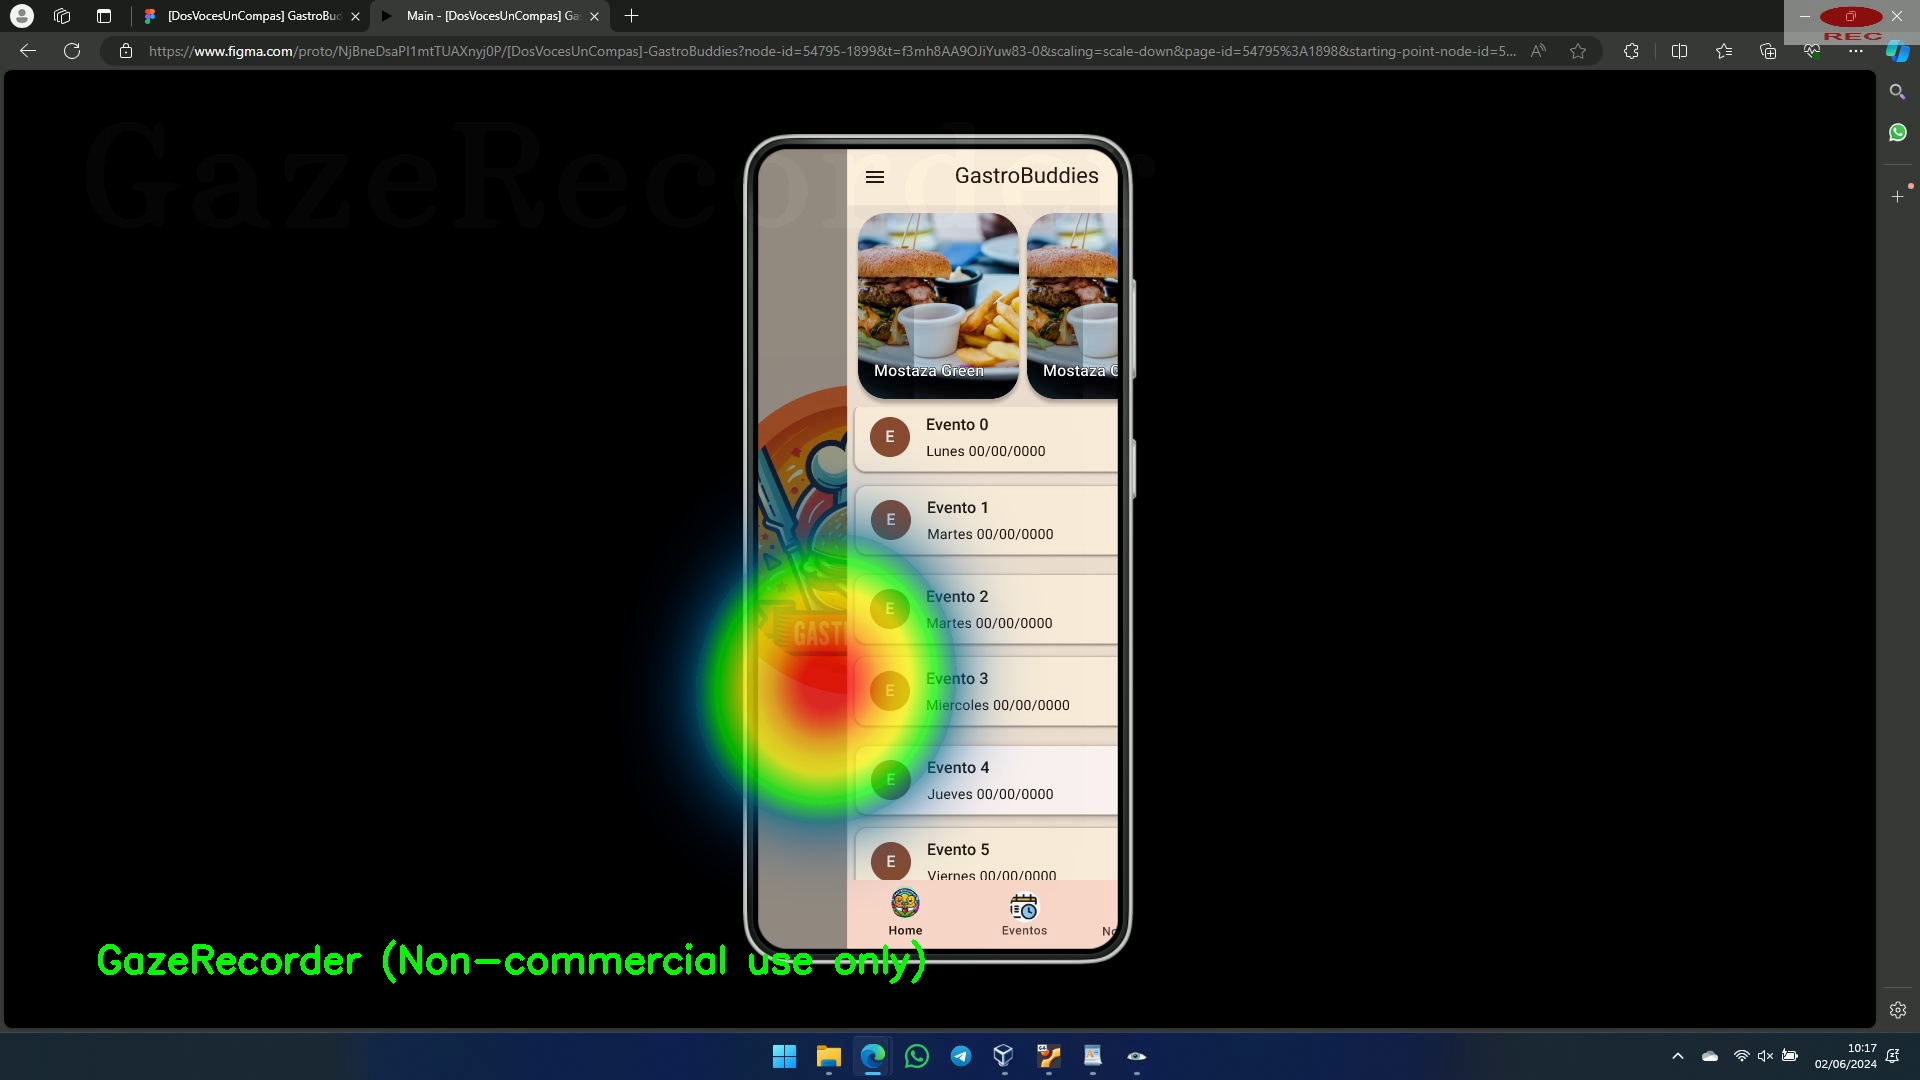 [DosVocesUnCompas] GastroBud
Main - [DosVocesUnCompas] Ga
REC
https://www.figma.com/proto/NjBneDsaPI1mtTUAXnyj0P/[DosVocesUnCompas]-GastroBuddies?node-id=54795-1899&t=f3mh8AA9OJiYuw83-0&scaling=scale-down&page-id=54795%3A1898&starting-point-node-id=5...
GazeRecorder
GastroBuddies
Mostaza Green
Mostaza G
E
Evento 0
Lunes 00/00/0000
E
Evento 1
Martes 00/00/0000
E
Evento 2
Martes 00/00/0000
GAST
E
Evento 3
Miercoles 00/00/0000
E
Evento 4
Jueves 00/00/0000
E
Evento 5
Viernes 00/00/0000
Home
Eventos
No
GazeRecorder (Non-commercial use only)
10:17
02/06/2024